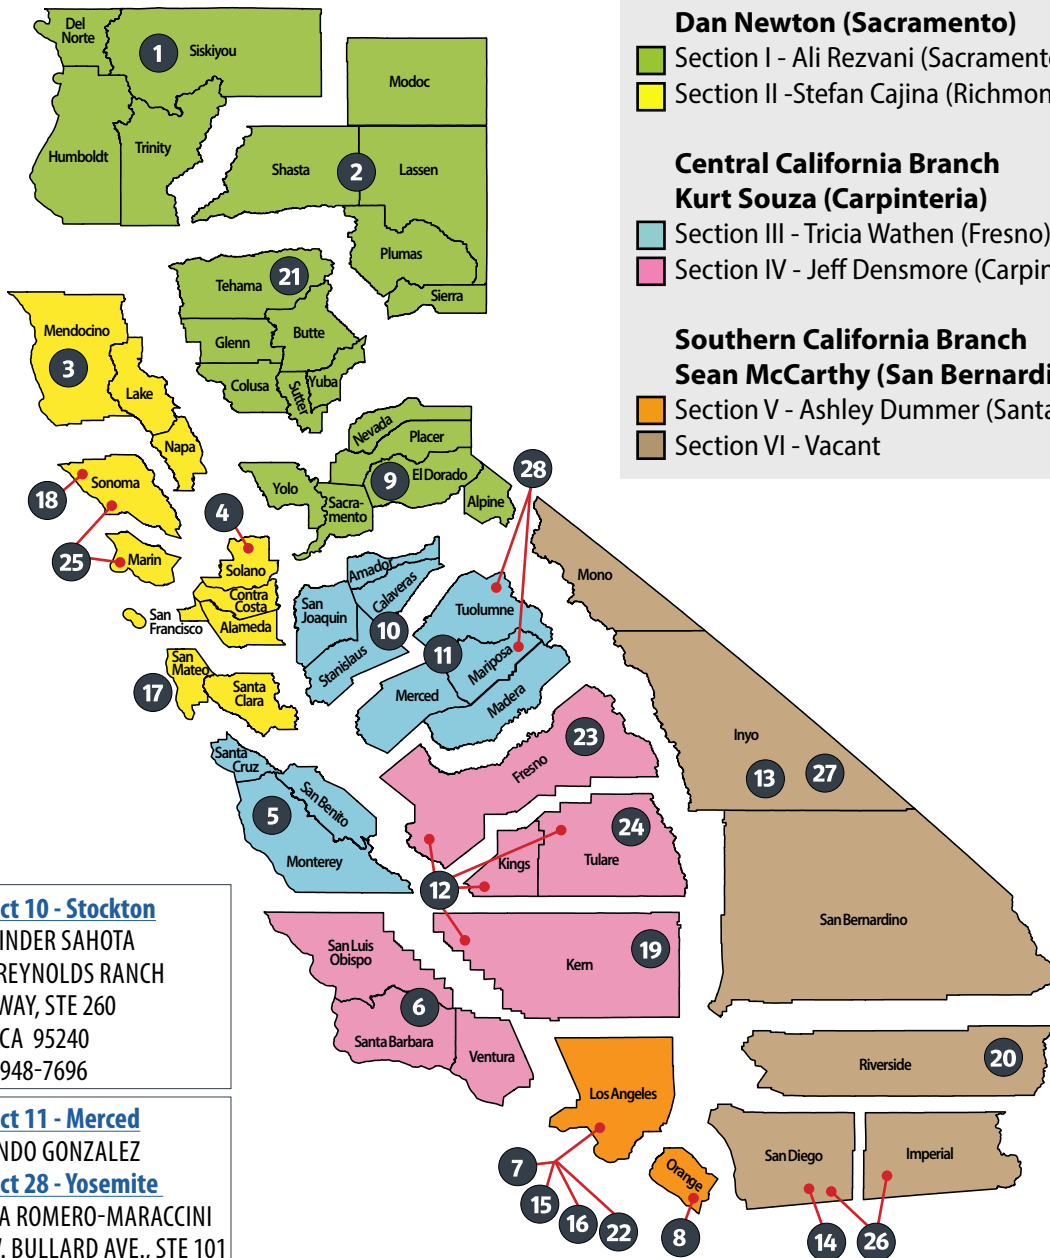 Dan Newton (Sacramento)
Section I - Ali Rezvani (Sacramento
Section II -Stefan Cajina (Richmon
Central California Branch
Kurt Souza (Carpinteria)
Section III - Tricia Wathen (Fresno)
Section IV - Jeff Densmore (Carpin
Southern California Branch
Sean McCarthy (San Bernardi
Section V - Ashley Dummer (Santa
Section VI - Vacant
Del
Norte
1
Siskiyou
Modoc
Humboldt
Trinity
Shasta
2
Lassen
Plumas
Sierra
Tehama
21
Glenn
Butte
Colusa
Sutter
Yuba
Mendocino
3
Lake
Napa
Nevada
Placer
9
El Dorado
Yolo
Sacra-
mento
Alpine
28
18
Sonoma
25
Marin
4
Solano
Contra
Costa
Alameda
San
Francisco
San
Mateo
17
Santa
Clara
Amador
Calaveras
San
Joaquin
10
Stanislaus
Tuolumne
11
Mariposa
Merced
Madera
Mono
Inyo
13
27
Santa
Cruz
San Benito
5
Monterey
23
Fresno
24
Kings
Tulare
12
San Bernardino
San Luis
Obispo
19
Kern
6
Santa Barbara
Ventura
Riverside
20
Los Angeles
7
15
16
22
Orange
8
San Diego
Imperial
14
26
ct 10 - Stockton
INDER SAHOTA
REYNOLDS RANCH
WAY, STE 260
CA 95240
948-7696
ct 11 - Merced
NDO GONZALEZ
ct 28 - Yosemite
A ROMERO-MARACCINI
. BULLARD AVE., STE 101